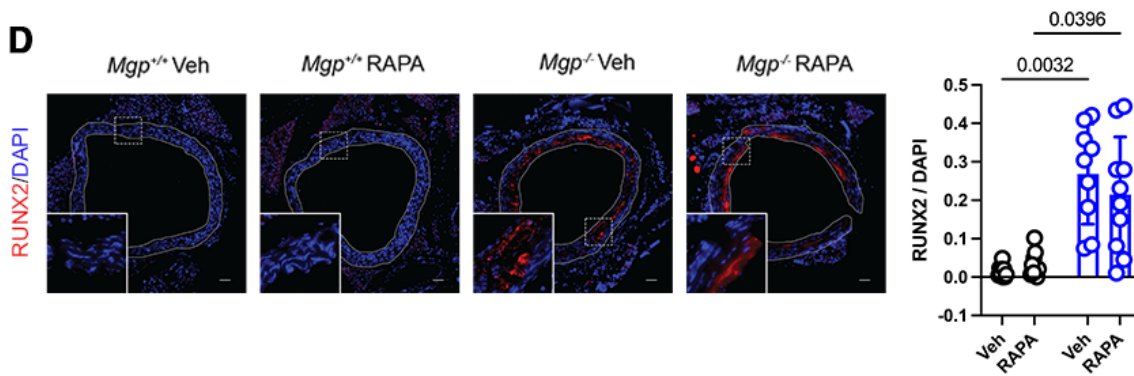 D
Mgp+/+ Veh
Mgp+/+ RAPA
Mgp-/- Veh
Mgp-/- RAPA
RUNX2/DAPI
0.0396
0.0032
RUNX2 / DAPI
0.5
0.4
0.3
0.2
0.1
0.0
-0.1
Veh
RAPA
Veh
RAPA